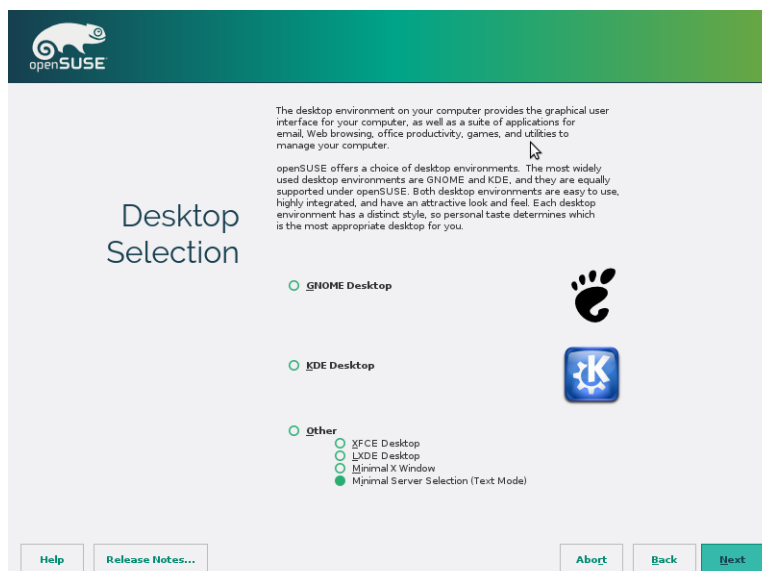 openSUSE
The desktop environment on your computer provides the graphical user
interface for your computer, as well as a suite of applications for
email, Web browsing, office productivity, games, and utilities to
manage your computer.
openSUSE offers a choice of desktop environments. The most widely
used desktop environments are GNOME and KDE, and they are equally
supported under openSUSE. Both desktop environments are easy to use,
highly integrated, and have an attractive look and feel. Each desktop
environment has a distinct style, so personal taste determines which
is the most appropriate desktop for you.
Desktop
Selection
GNOME Desktop
KDE Desktop
Other
XFCE Desktop
LXDE Desktop
Minimal X Window
Minimal Server Selection (Text Mode)
Help
Release Notes...
Abort
Back
Next